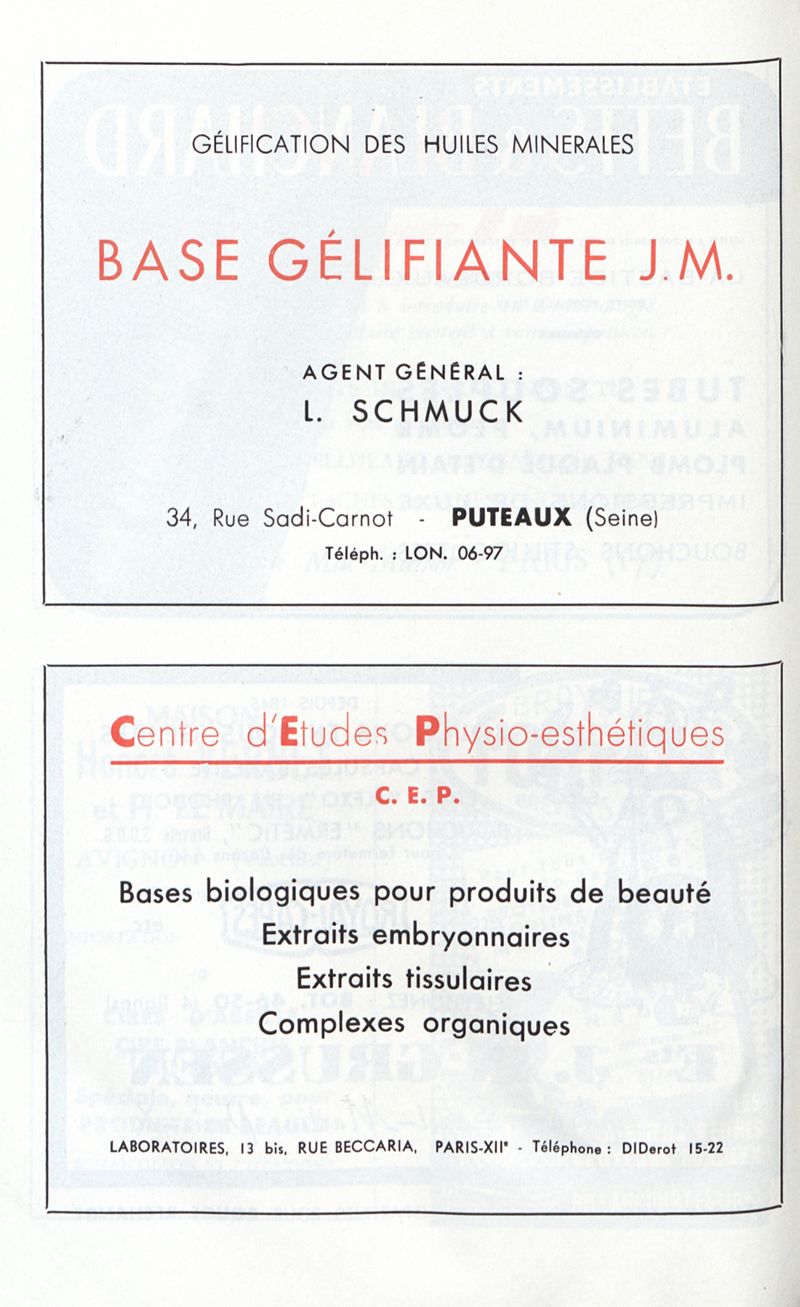 GÉLIFICATION DES HUILES MINERALES
BASE GÉLIFIANTE J.M.
AGENT GÉNÉRAL :
L. SCHMUCK
34, Rue Sadi-Carnot - PUTEAUX (Seine)
Téléph. : LON. 06-97
Centre d'Etudes Physio-esthétiques
C. E. P.
Bases biologiques pour produits de beauté
Extraits embryonnaires
Extraits tissulaires
Complexes organiques
LABORATOIRES, 13 bis, RUE BECCARIA, PARIS-XIIe - Téléphone : DIDerot 15-22